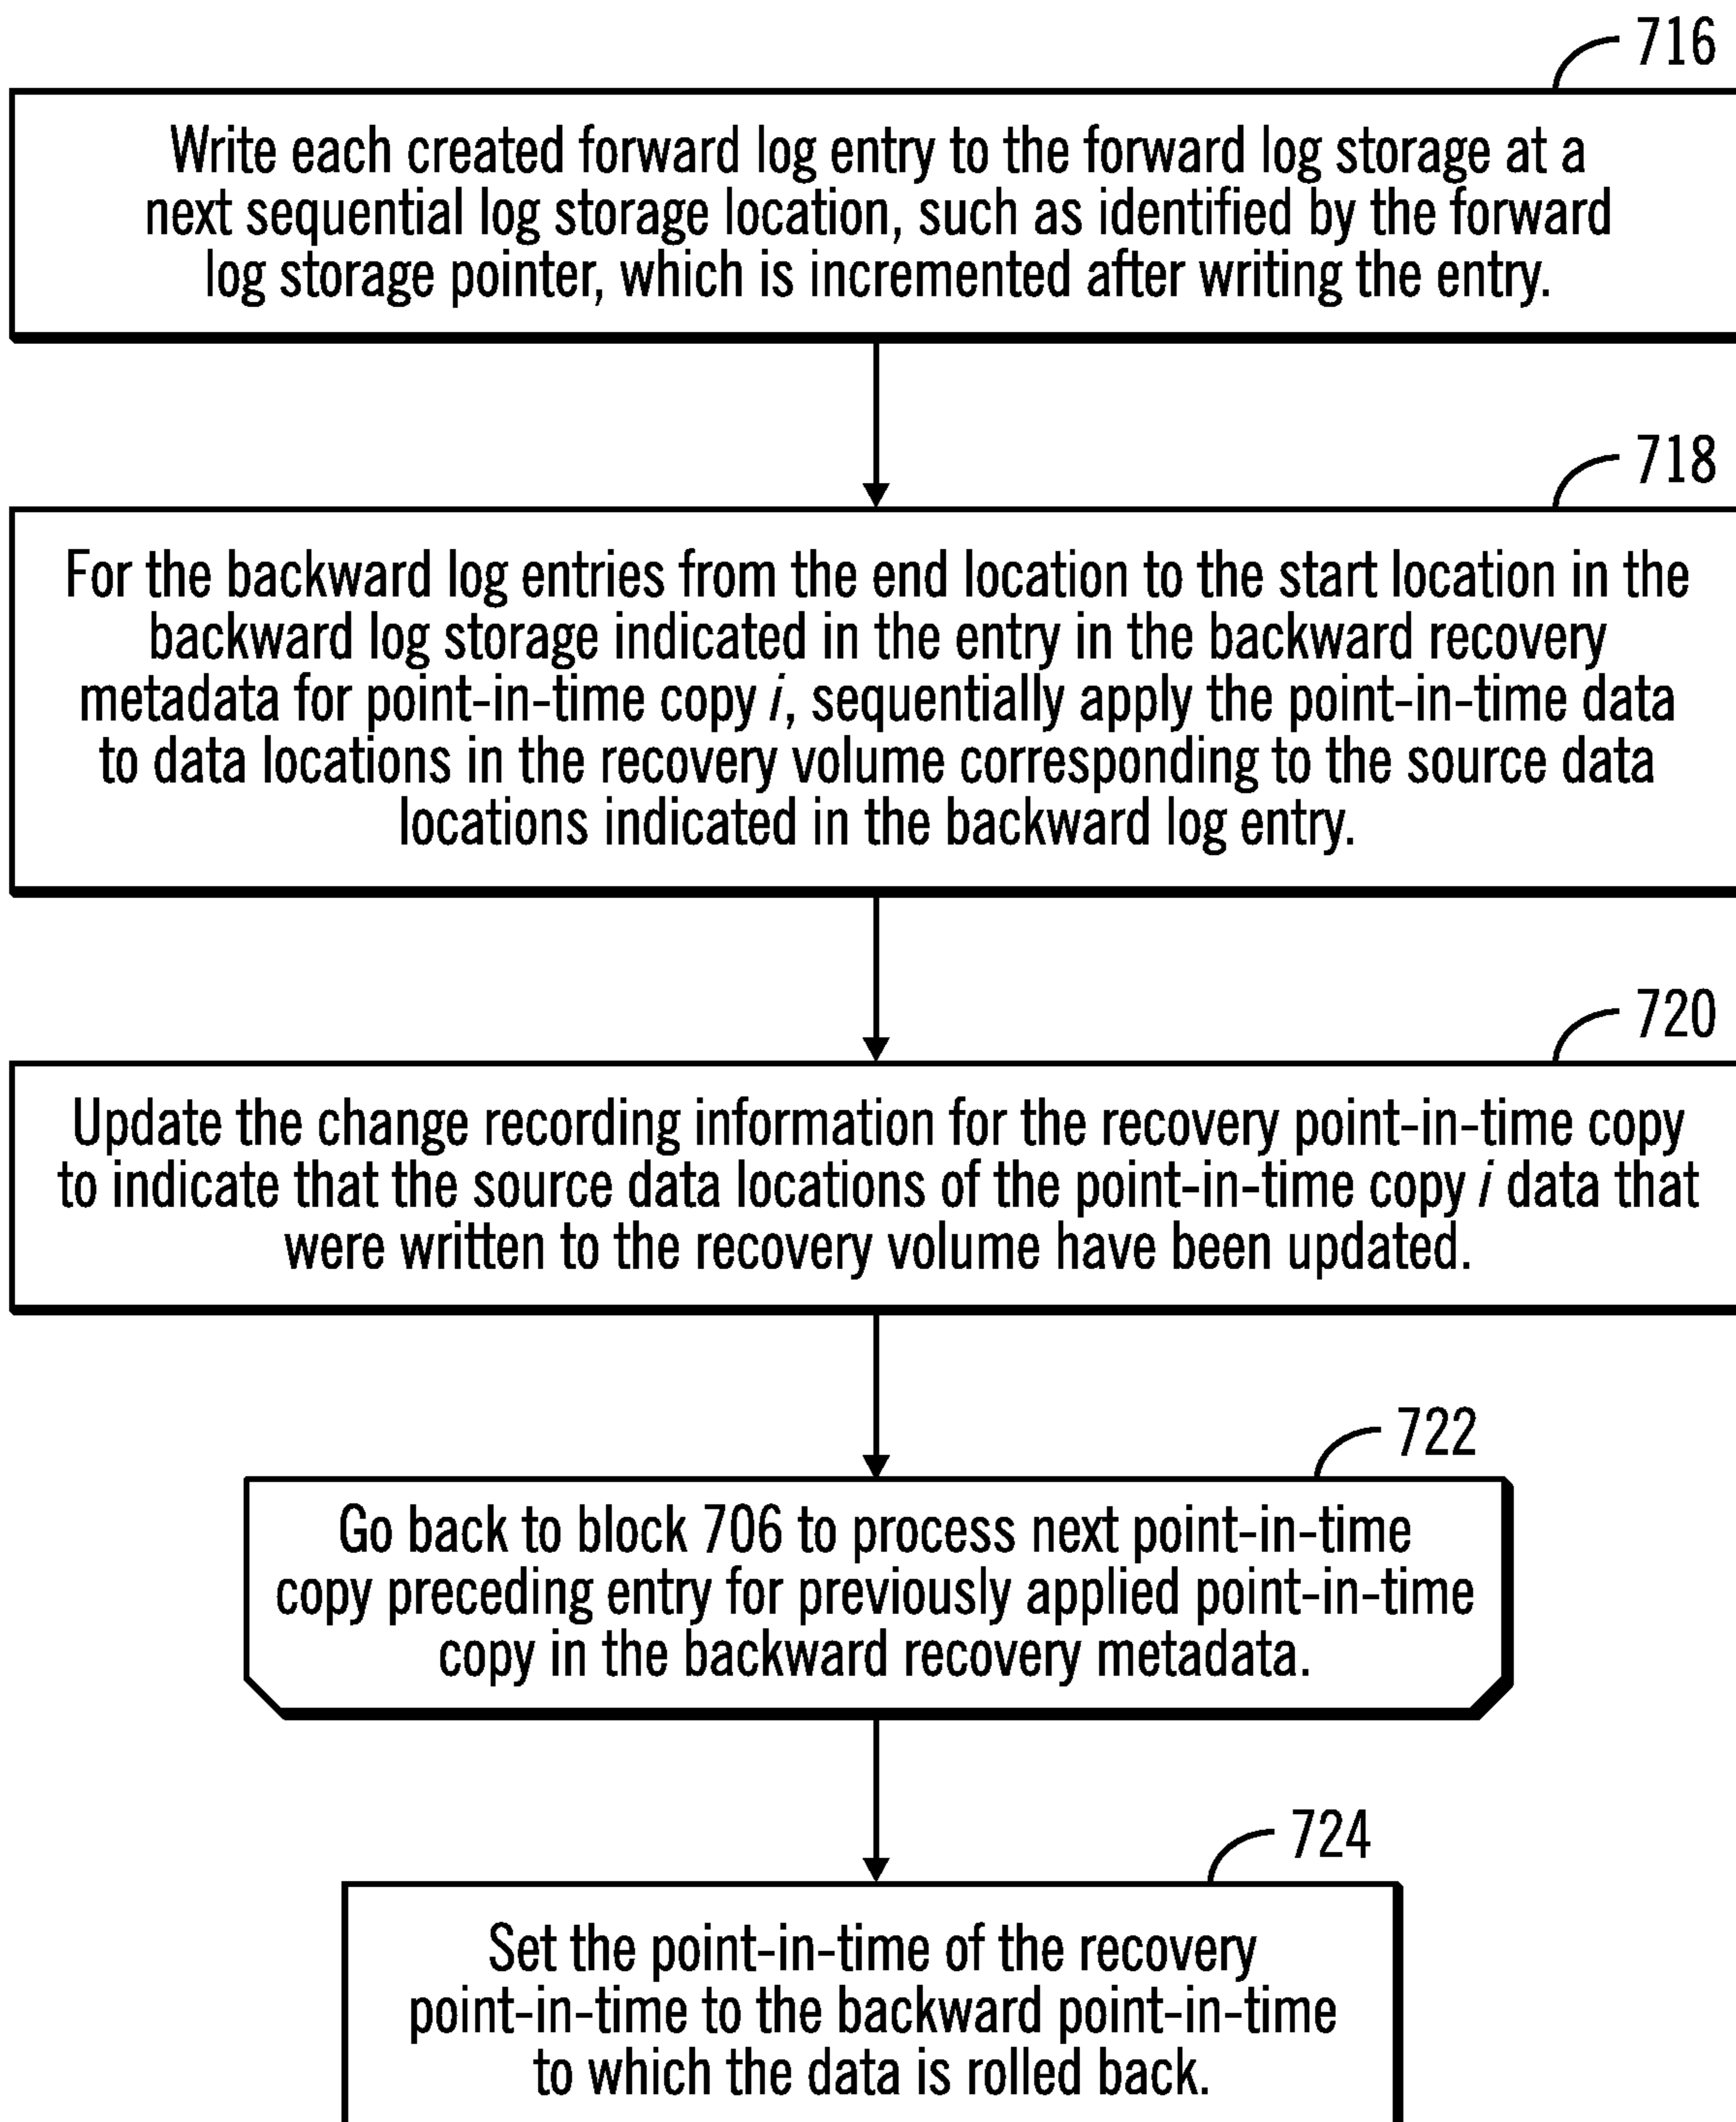 716
Write each created forward log entry to the forward log storage at a
next sequential log storage location, such as identified by the forward
log storage pointer, which is incremented after writing the entry.
718
For the backward log entries from the end location to the start location in the
backward log storage indicated in the entry in the backward recovery
metadata for point-in-time copy i, sequentially apply the point-in-time data
to data locations in the recovery volume corresponding to the source data
locations indicated in the backward log entry.
720
Update the change recording information for the recovery point-in-time copy
to indicate that the source data locations of the point-in-time copy i data that
were written to the recovery volume have been updated.
722
Go back to block 706 to process next point-in-time
copy preceding entry for previously applied point-in-time
copy in the backward recovery metadata.
724
Set the point-in-time of the recovery
point-in-time to the backward point-in-time
to which the data is rolled back.